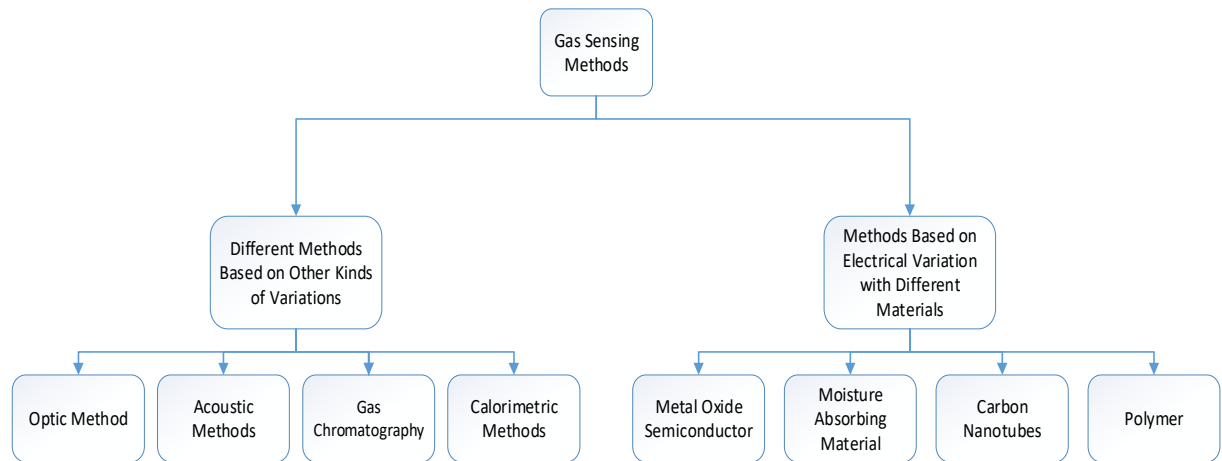 Gas Sensing
Methods
Different Methods
Based on Other Kinds
of Variations
Methods Based on
Electrical Variation
with Different
Materials
Optic Method
Acoustic
Methods
Gas
Chromatography
Calorimetric
Methods
Metal Oxide
Semiconductor
Moisture
Absorbing
Material
Carbon
Nanotubes
Polymer